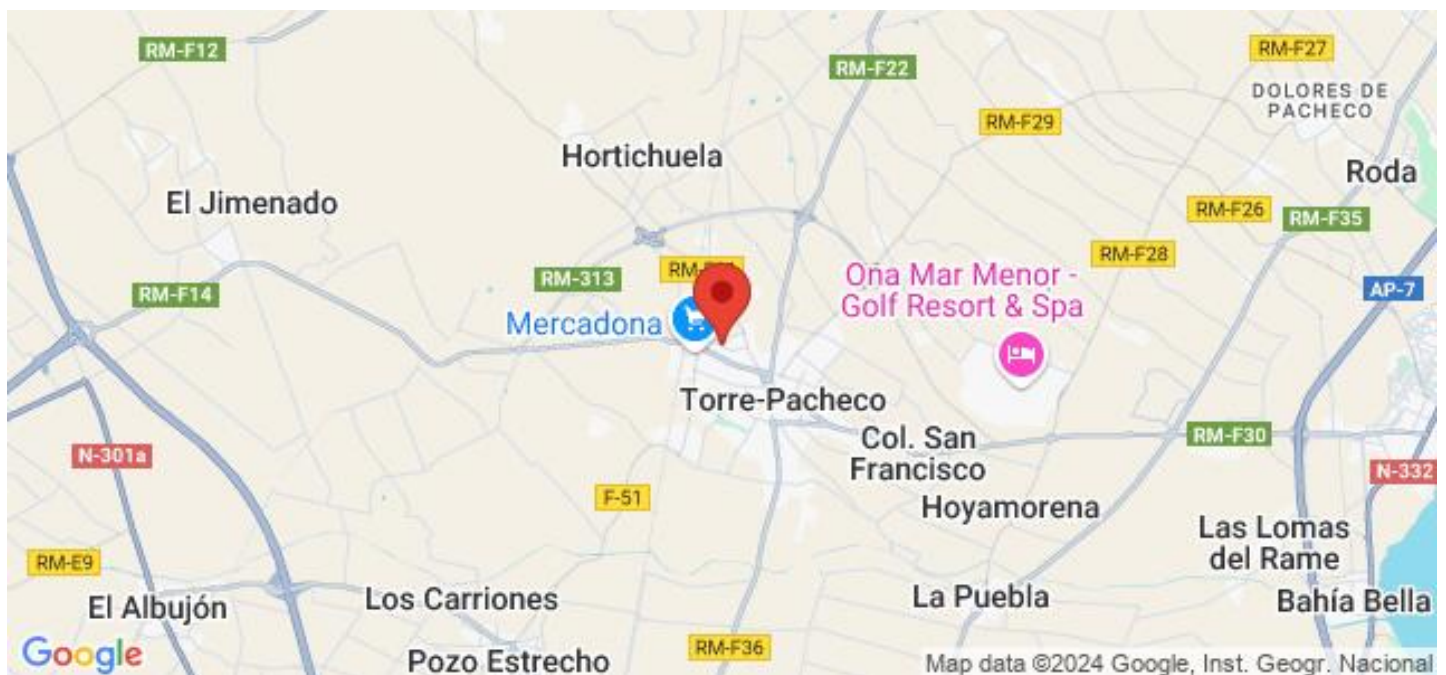 RM-F12
RM-F22
RM-F27
DOLORES DE
PACHECO
RM-F29
Hortichuela
Roda
El Jimenado
RM-F26
RM-F35
RM-F28
RM-313
Ona Mar Menor -
Golf Resort & Spa
RM-F14
AP-7
Mercadona
Torre-Pacheco
Col. San
Francisco
RM-F30
N-301a
N-332
F-51
Hoyamorena
Las Lomas
del Rame
RM-E9
El Albujón
Los Carriones
La Puebla
Bahía Bella
Google
Pozo Estrecho
RM-F36
Map data ©2024 Google, Inst. Geogr. Nacional